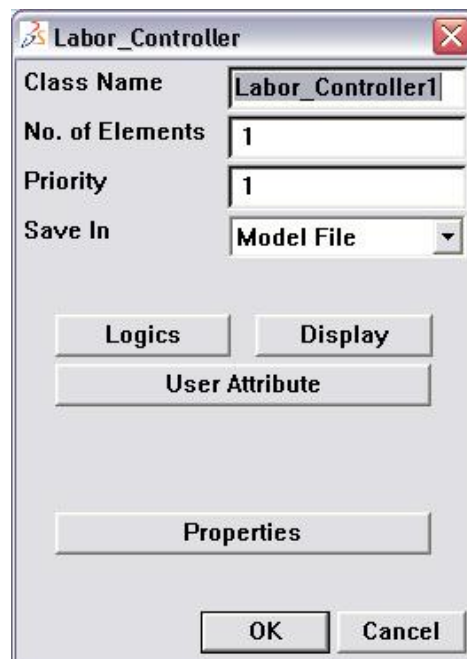 Labor_Controller
Class Name Labor_Controller1
No. of Elements 1
Priority 1
Save In Model File
Logics Display
User Attribute
Properties
OK Cancel